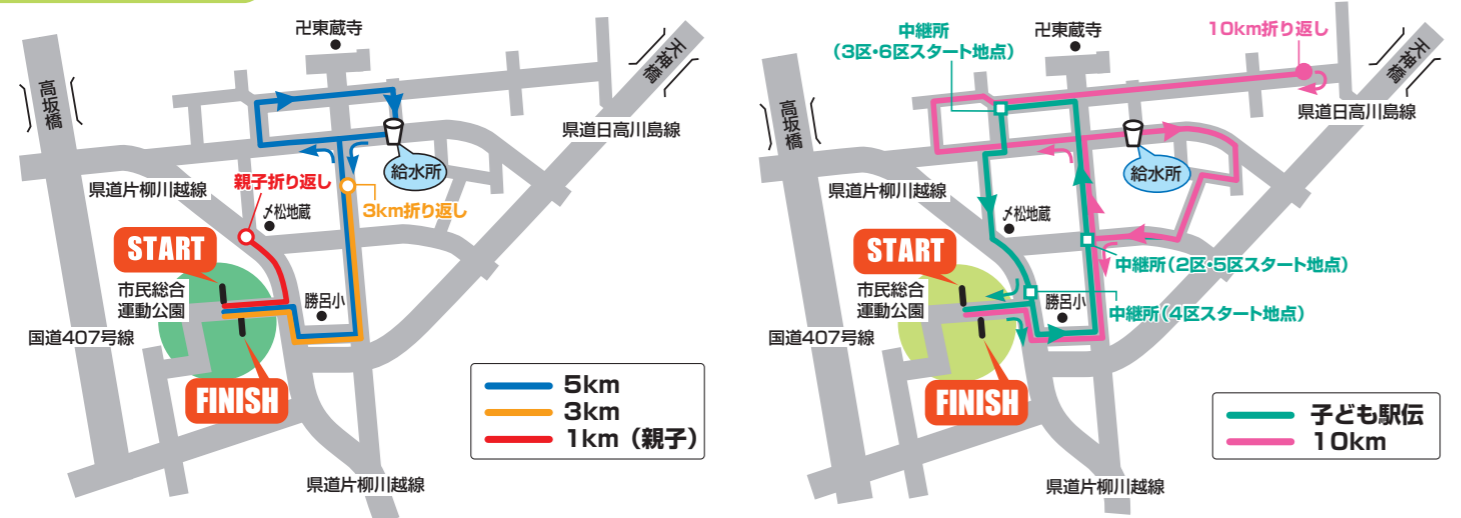 卍東蔵寺
高坂橋
天神橋
県道日高川島線
給水所
県道片柳川越線
親子折り返し
〆松地蔵
3km折り返し
START
市民総合
運動公園
勝呂小
国道407号線
FINISH
5km
3km
1km（親子）
県道片柳川越線
中継所
（3区・6区スタート地点）
卍東蔵寺
10km折り返し
天神橋
高坂橋
県道日高川島線
給水所
県道片柳川越線
〆松地蔵
START
中継所（2区・5区スタート地点）
市民総合
運動公園
勝呂小
中継所（4区スタート地点）
国道407号線
FINISH
子ども駅伝
10km
県道片柳川越線